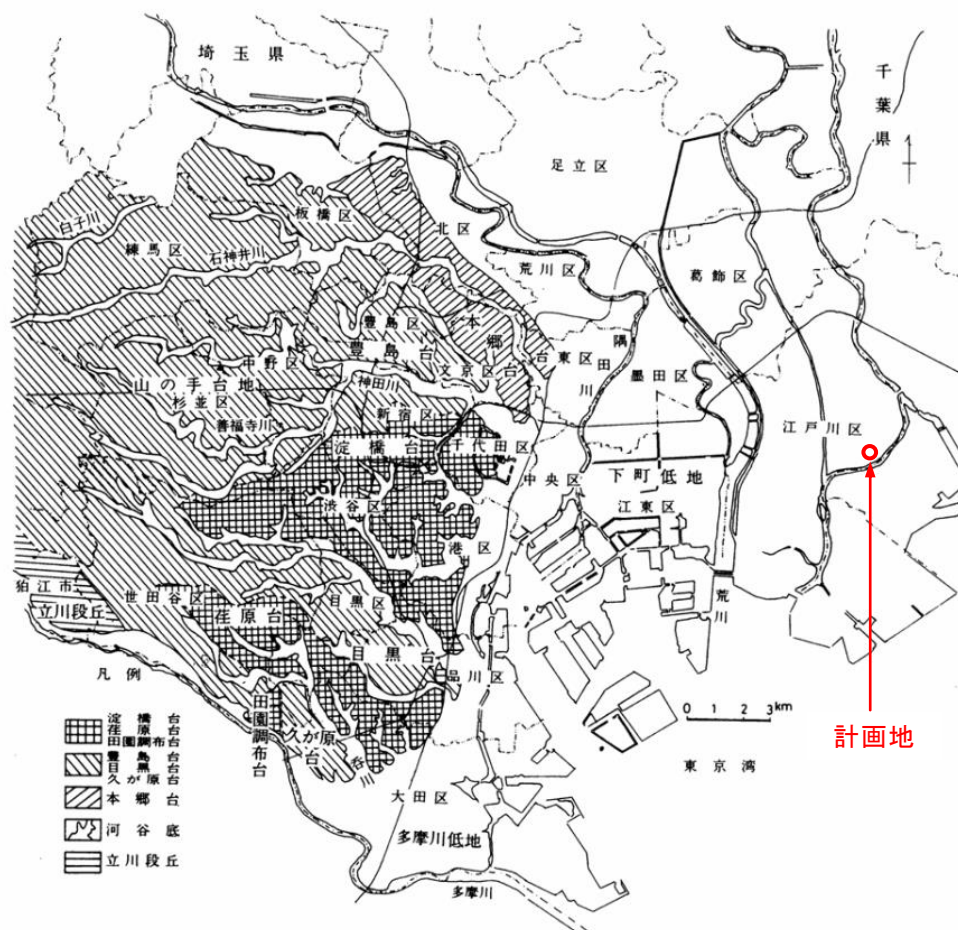 埼玉県
千葉県
足立区
板橋区
北区
白子川
練馬区
石神井川
荒川区
葛飾区
豊島区
本郷台
豊島台
中野区
文京区
台東区
隅田川
墨田区
山の手台地
神田川
杉並区
新宿区
善福寺川
江戸川区
淀橋台
千代田区
中央区
下町低地
渋谷区
江東区
港区
狛江市
世田谷区
目黒区
荒川
立川段丘
荏原台
目黒台
品川区
凡例
田園調布台
久が原台
呑川
0 1 2 3km
計画地
東京湾
淀橋台
荏原台
田園調布台
豊島台
目黒台
久が原台
本郷台
河谷底
立川段丘
大田区
多摩川低地
多摩川